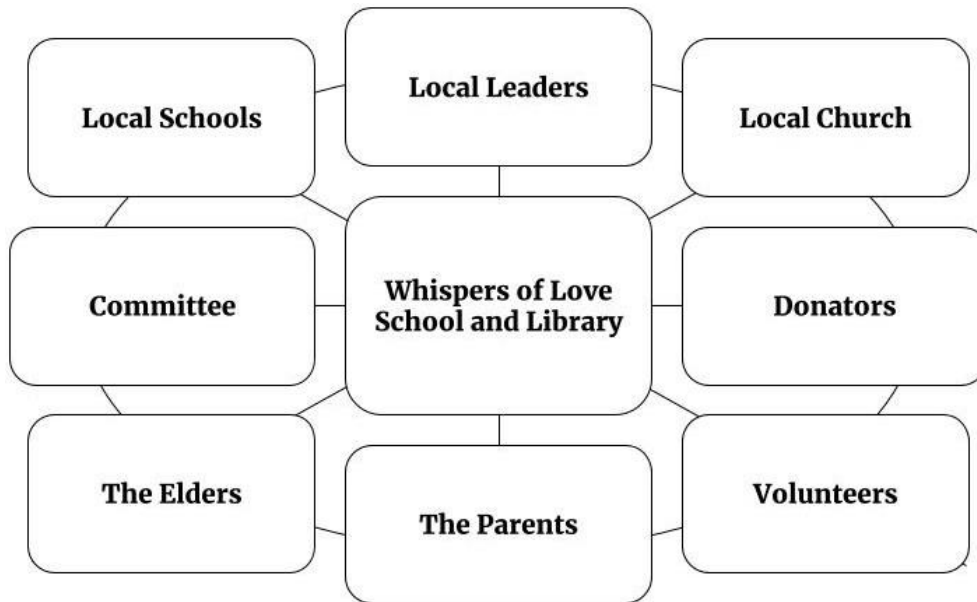 Local Leaders
Local Schools
Local Church
Whispers of Love
School and Library
Committee
Donators
The Elders
The Parents
Volunteers